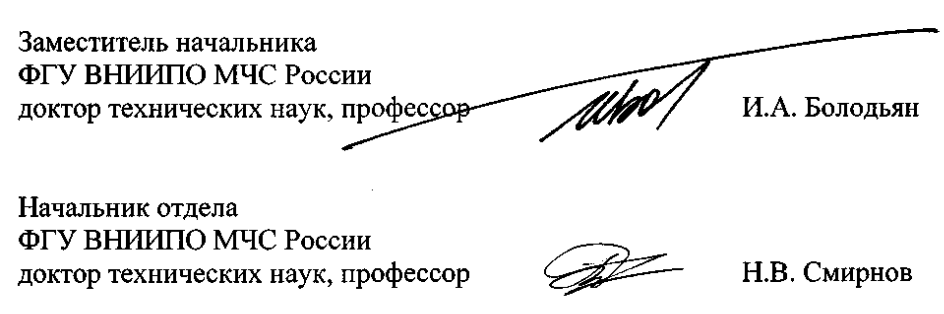 Заместитель начальника
ФГУ ВНИИПО МЧС России
доктор технических наук, профессор И.А. Болодьян
Начальник отдела
ФГУ ВНИИПО МЧС России
доктор технических наук, профессор Н.В. Смирнов